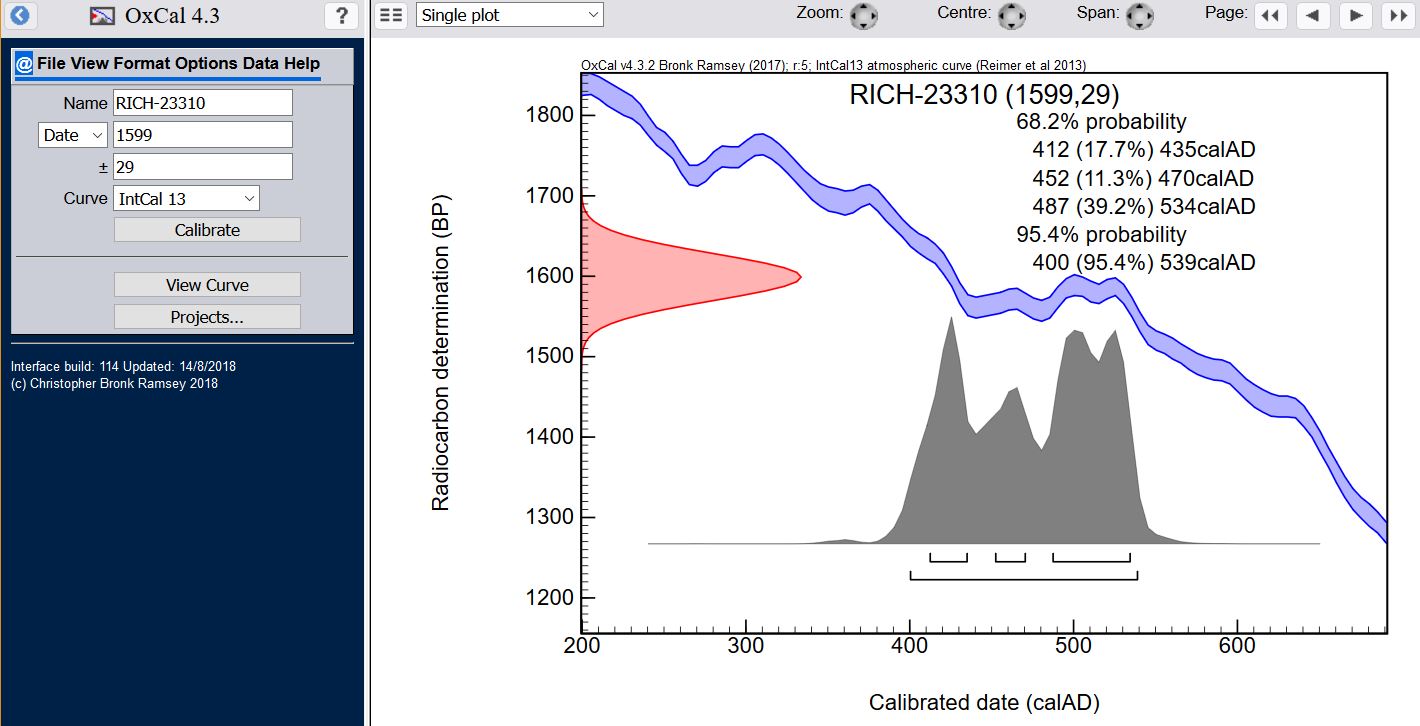 OxCal 4.3
?
@ File View Format Options Data Help
Name RICH-23310
Date 1599
± 29
Curve IntCal 13
Calibrate
View Curve
Projects...
Interface build: 114 Updated: 14/8/2018
(c) Christopher Bronk Ramsey 2018
Single plot
Zoom: Centre: Span: Page:
OxCal v4.3.2 Bronk Ramsey (2017); r:5; IntCal13 atmospheric curve (Reimer et al 2013)
RICH-23310 (1599,29)
68.2% probability
412 (17.7%) 435calAD
452 (11.3%) 470calAD
487 (39.2%) 534calAD
95.4% probability
400 (95.4%) 539calAD
Radiocarbon determination (BP)
1800
1700
1600
1500
1400
1300
1200
200 300 400 500 600
Calibrated date (calAD)